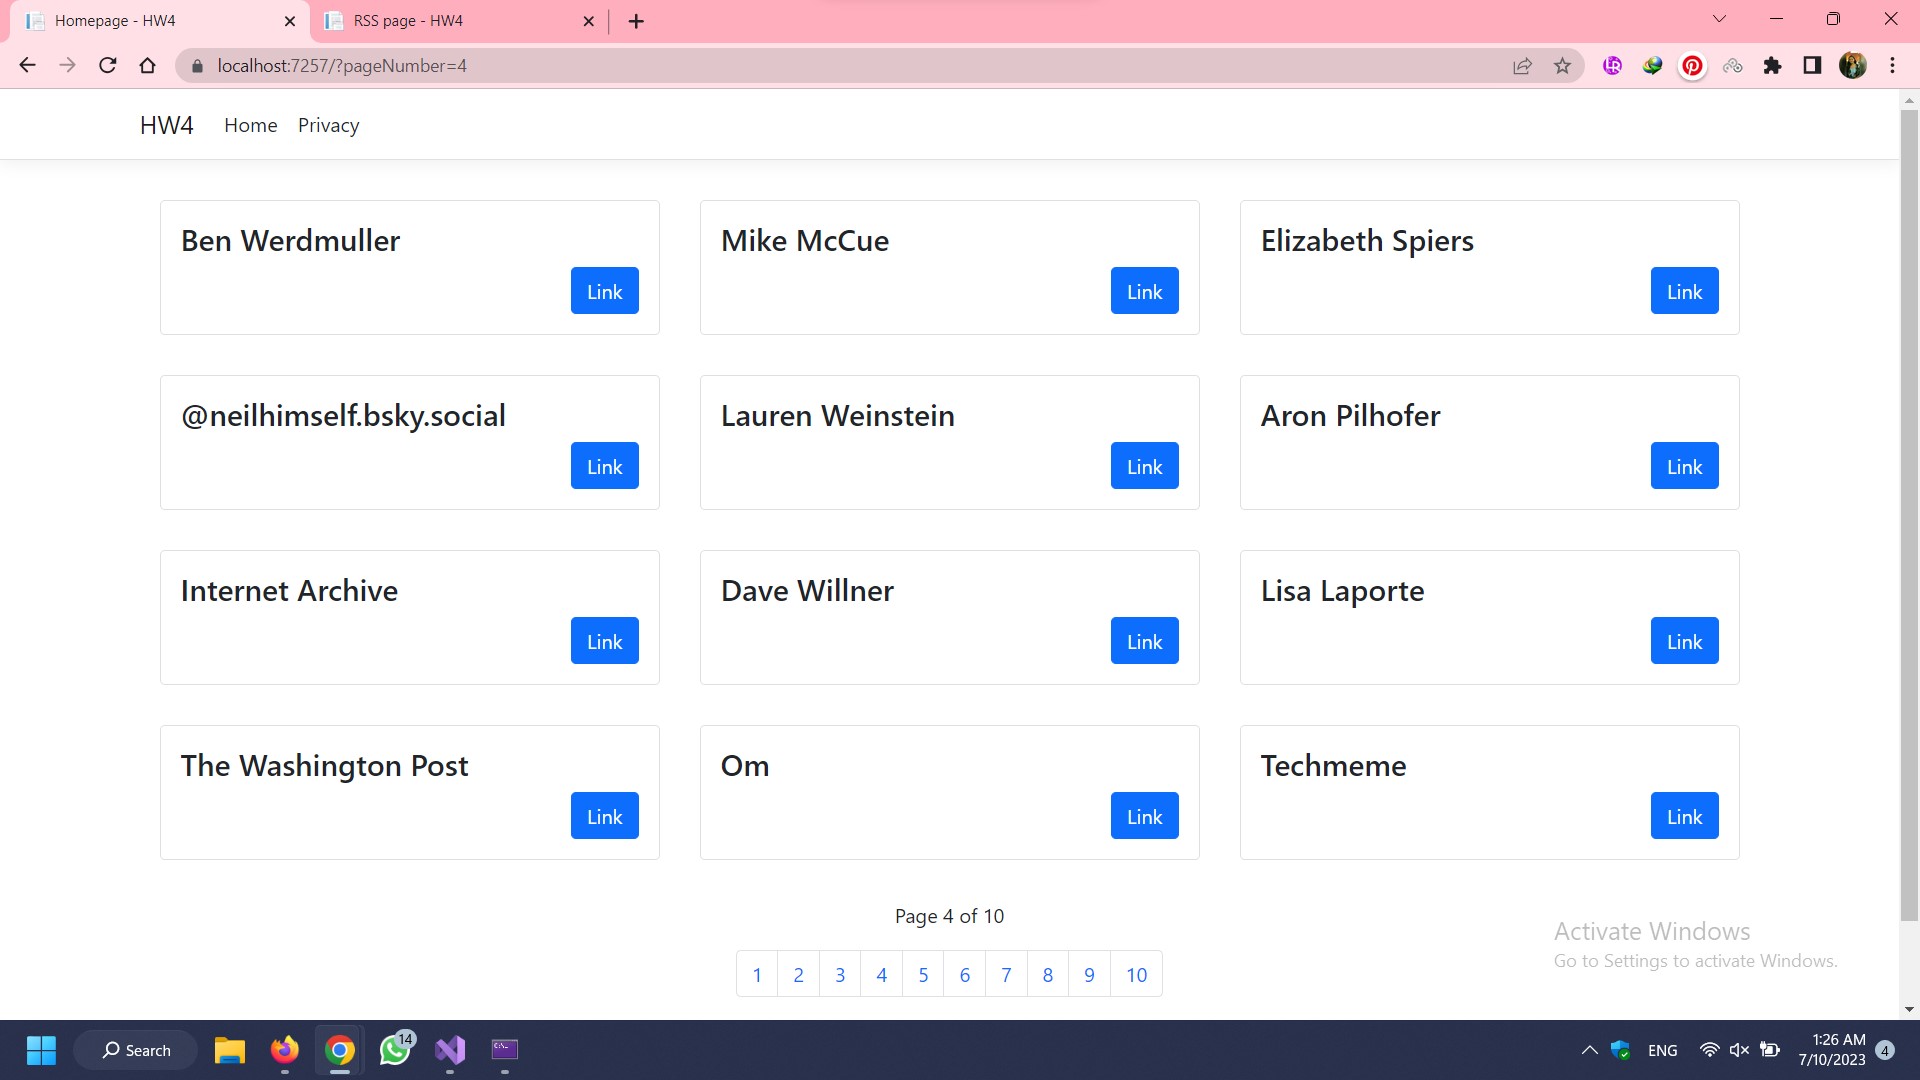 Homepage - HW4
RSS page - HW4
localhost:7257/?pageNumber=4
HW4 Home Privacy
Ben Werdmuller
Link
Mike McCue
Link
Elizabeth Spiers
Link
@neilhimself.bsky.social
Link
Lauren Weinstein
Link
Aron Pilhofer
Link
Internet Archive
Link
Dave Willner
Link
Lisa Laporte
Link
The Washington Post
Link
Om
Link
Techmeme
Link
Page 4 of 10
1 2 3 4 5 6 7 8 9 10
Activate Windows
Go to Settings to activate Windows.
Search
14
ENG
1:26 AM
7/10/2023
4